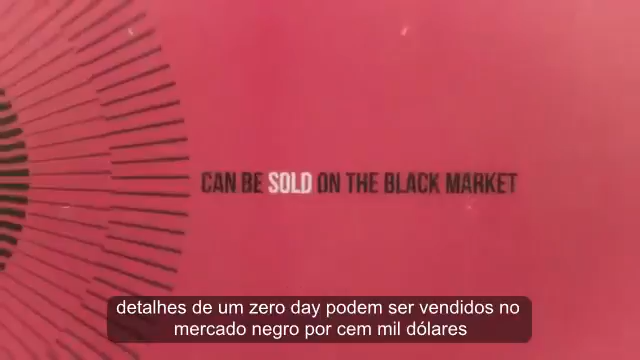 CAN BE SOLD ON THE BLACK MARKET
detalhes de um zero day podem ser vendidos no
mercado negro por cem mil dólares